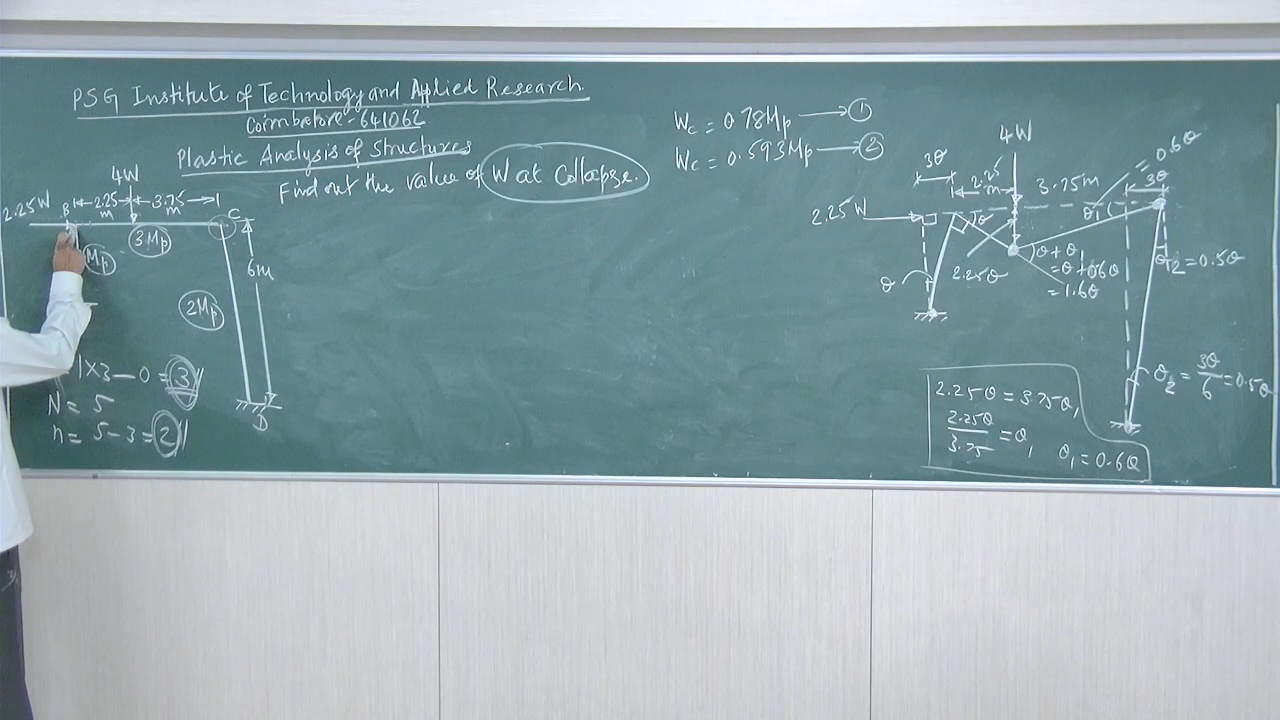 PSG Institute of Technology and Applied Research.
Coimbatore-641062
Plastic Analysis of Structures
Find out the value of W at Collapse.
Wc = 0.78Mp → 1
Wc = 0.593Mp → 2
4W
2.25W
B
2.25 m
3.75 m
C
Mp
3Mp
6m
2Mp
D
1X3 — 0 = 3
N = 5
n = 5-3 = 2
4W
3θ
2.25 m
3.75m
= 0.6θ
3θ
2.25W
θ
θ1
θ
2.25θ
θ+θ1
= θ+0.6θ
= 1.6θ
θ2 = 0.5θ
θ2 = 3θ/6 = 0.5θ
2.25θ = 3.75θ1
2.25θ/3.75 = θ1
θ1 = 0.6θ